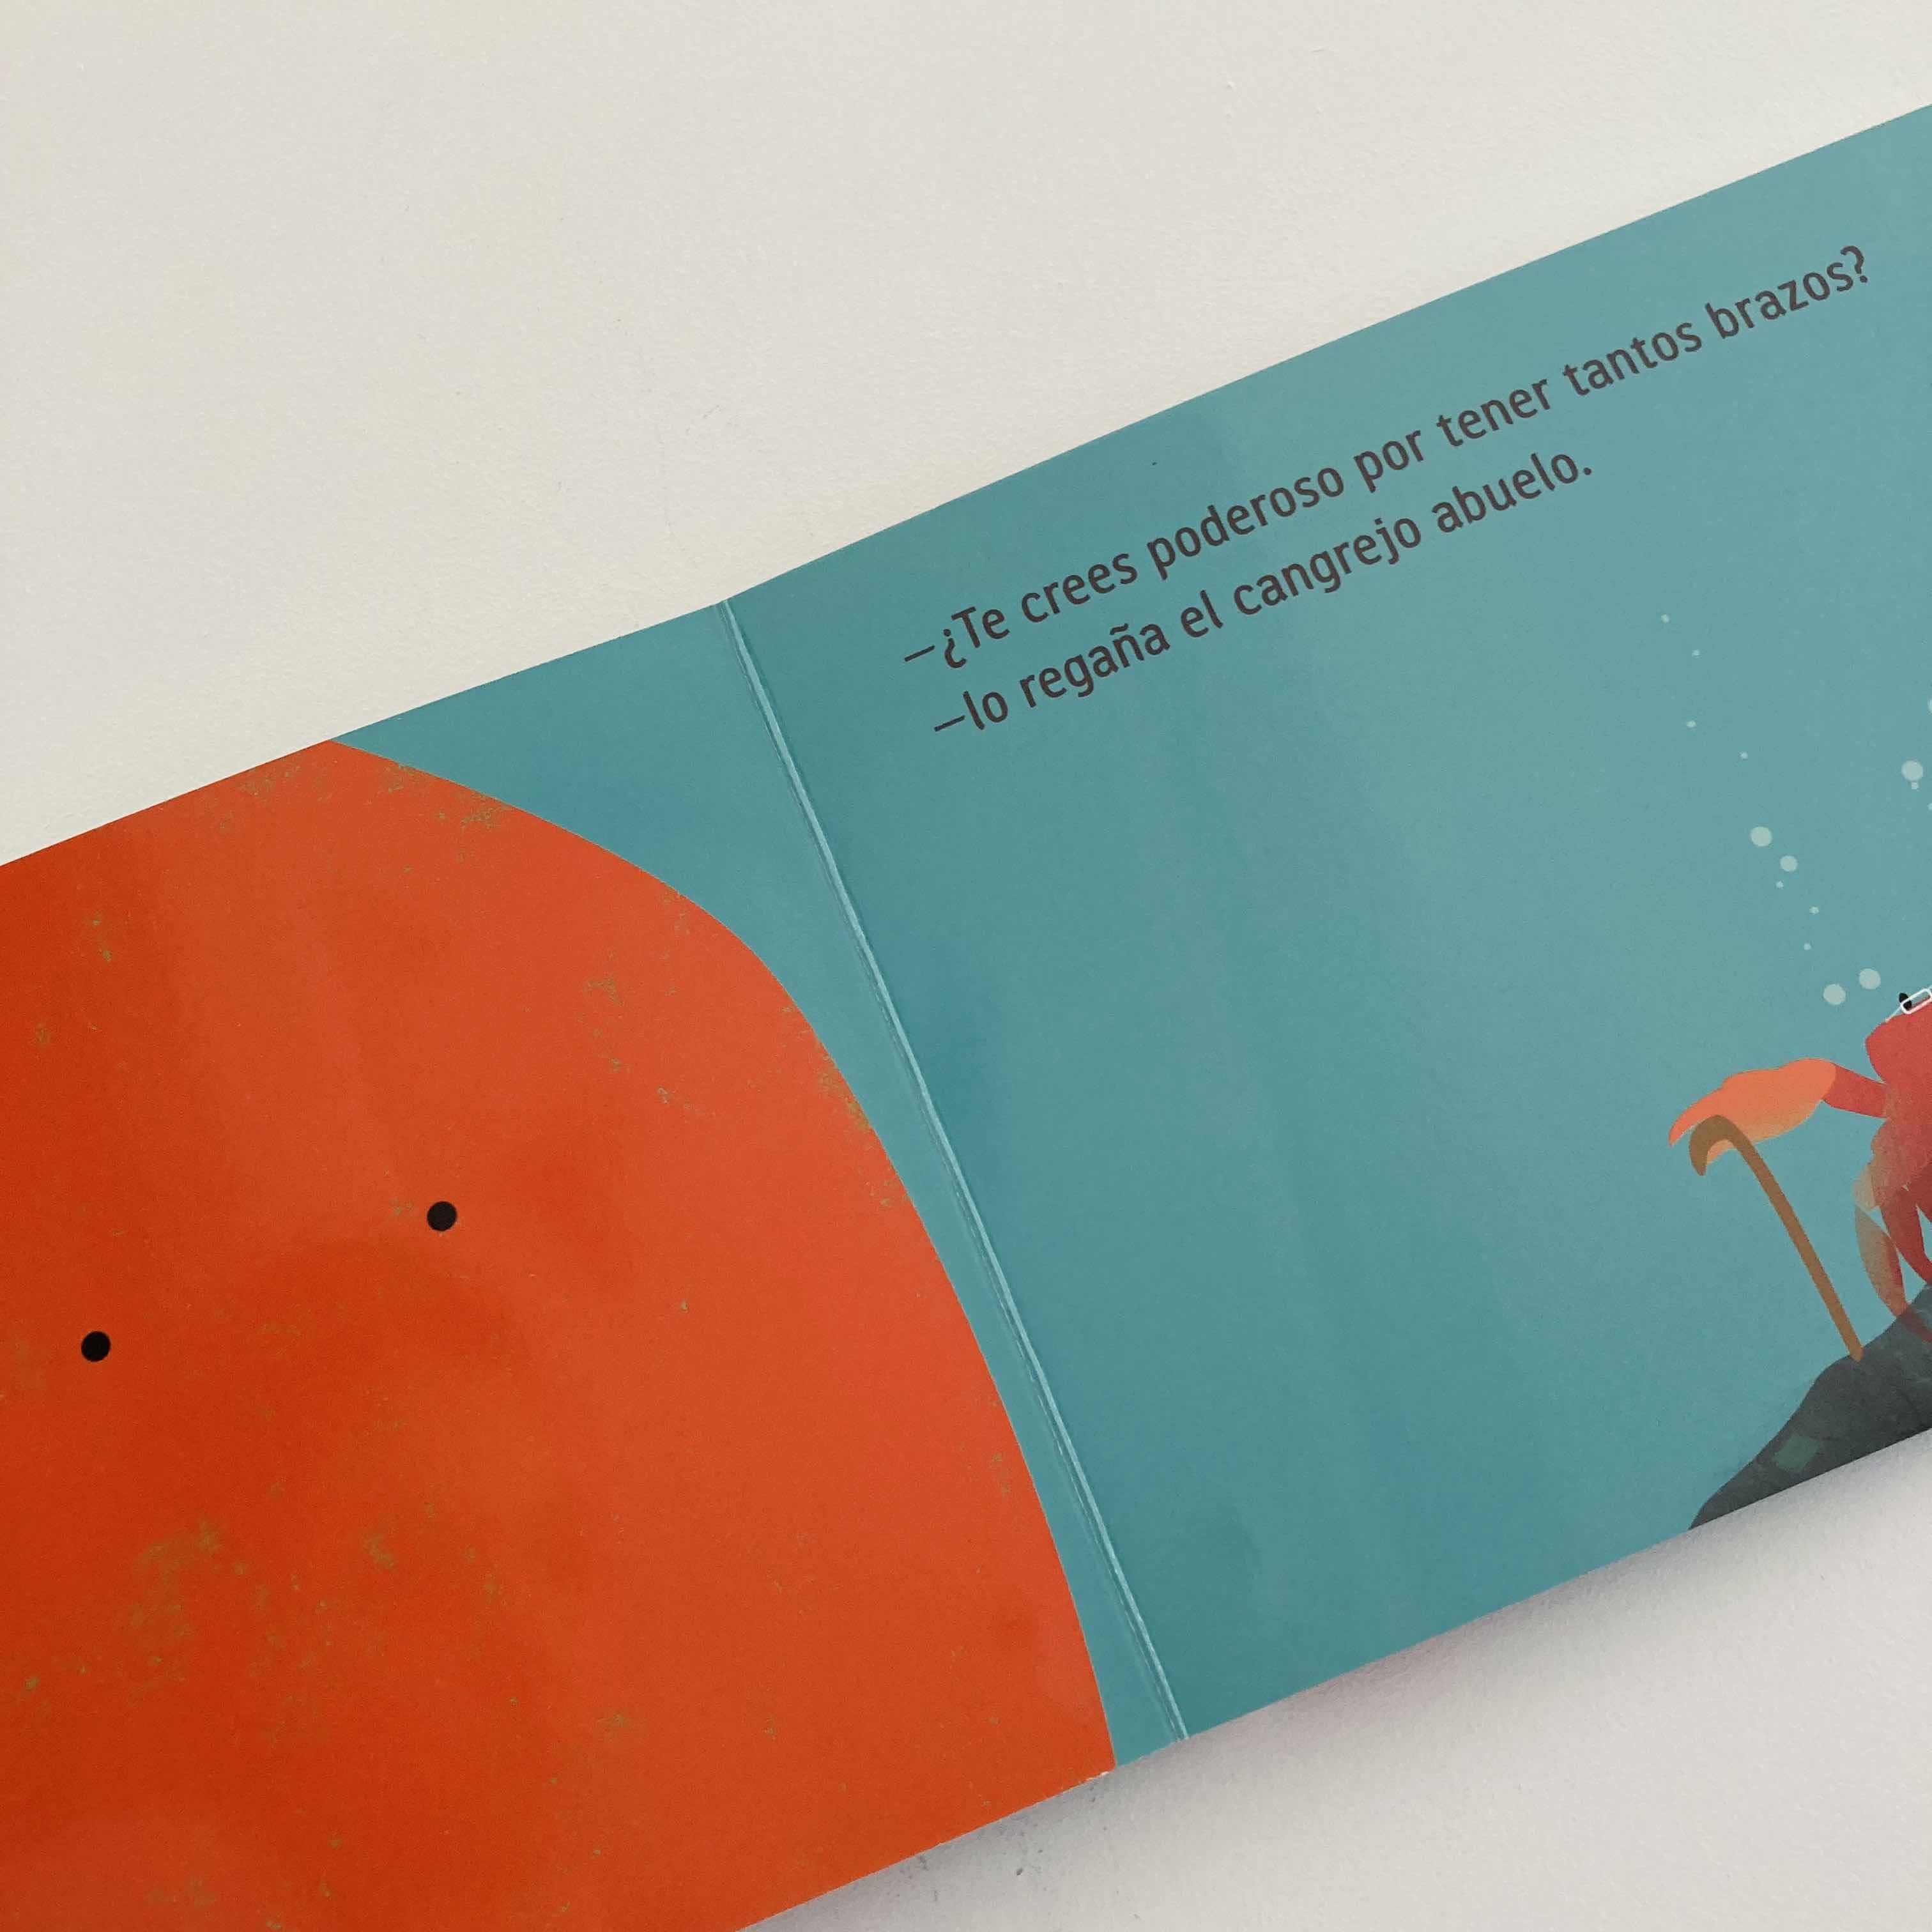 —¿Te crees poderoso por tener tantos brazos?
—lo regaña el cangrejo abuelo.